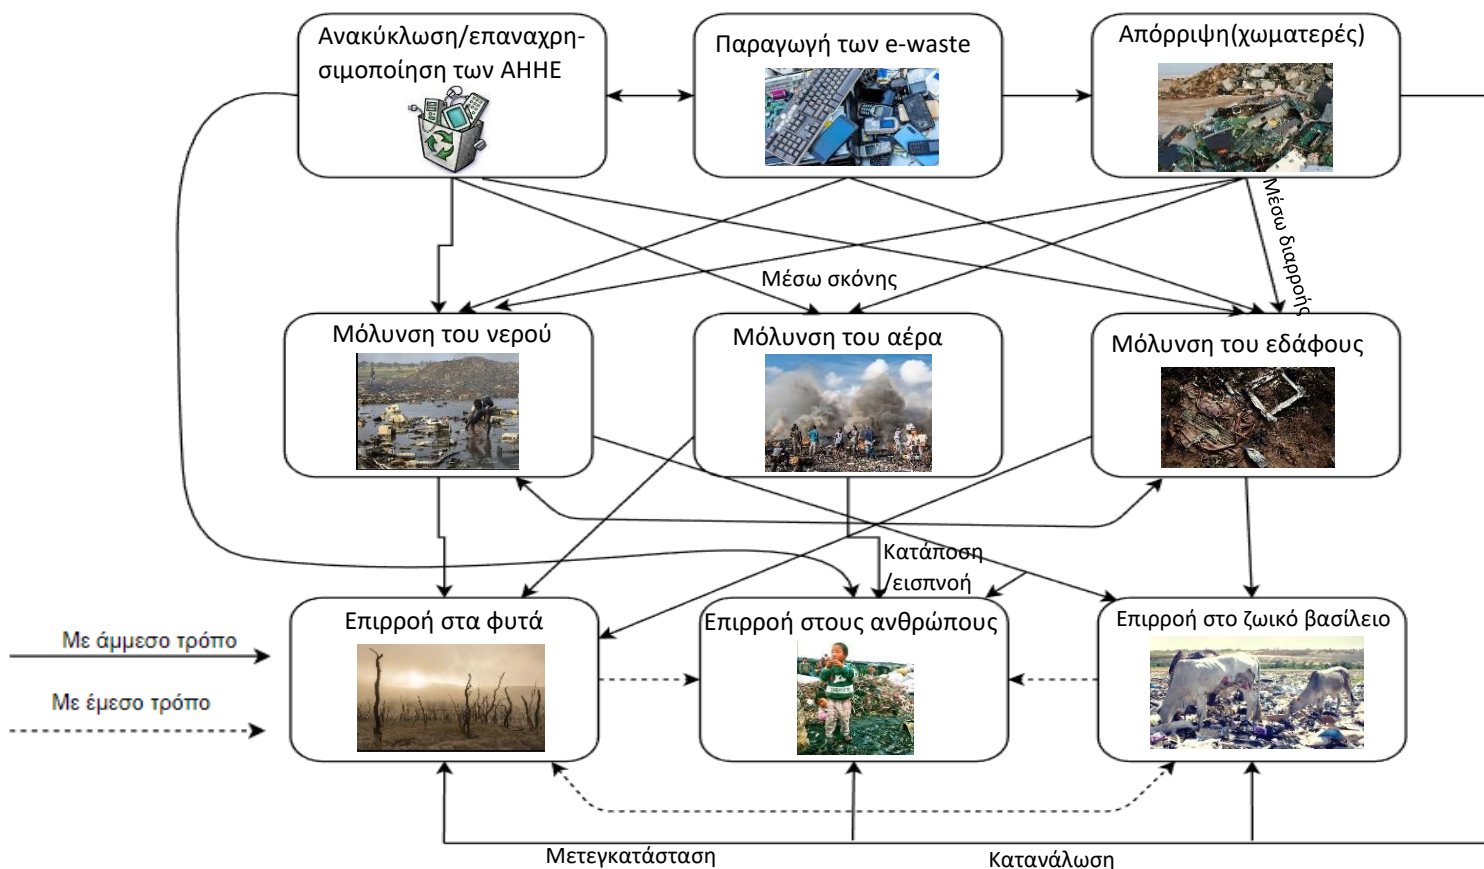 Ανακύκλωση/επαναχρη-
σιμοποίηση των ΑΗΗΕ
Παραγωγή των e-waste
Απόρριψη(χωματερές)
Μέσω διαρροής
Μέσω σκόνης
Μόλυνση του νερού
Μόλυνση του αέρα
Μόλυνση του εδάφους
Κατάποση
/εισπνοή
Επιρροή στα φυτά
Επιρροή στους ανθρώπους
Επιρροή στο ζωικό βασίλειο
Με άμμεσο τρόπο
Με έμεσο τρόπο
Μετεγκατάσταση
Κατανάλωση